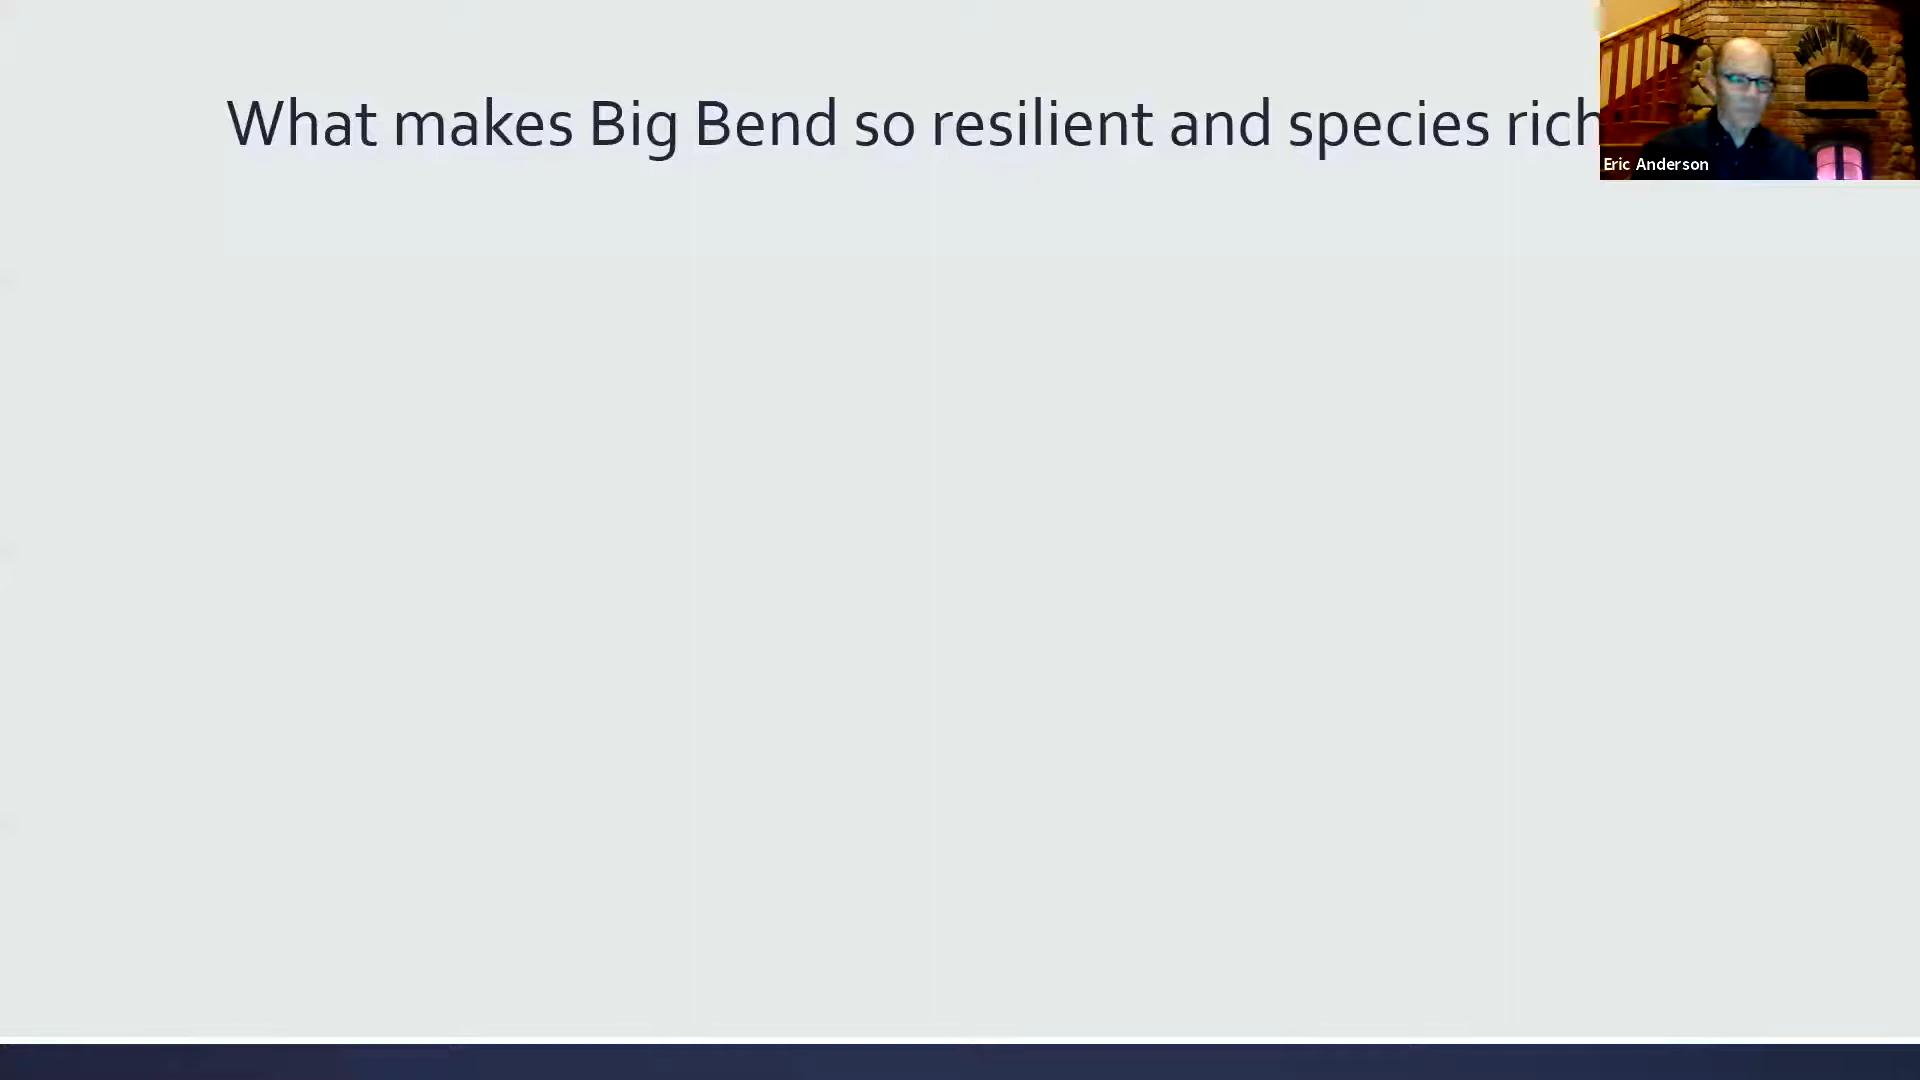 What makes Big Bend so resilient and species rich
Eric Anderson